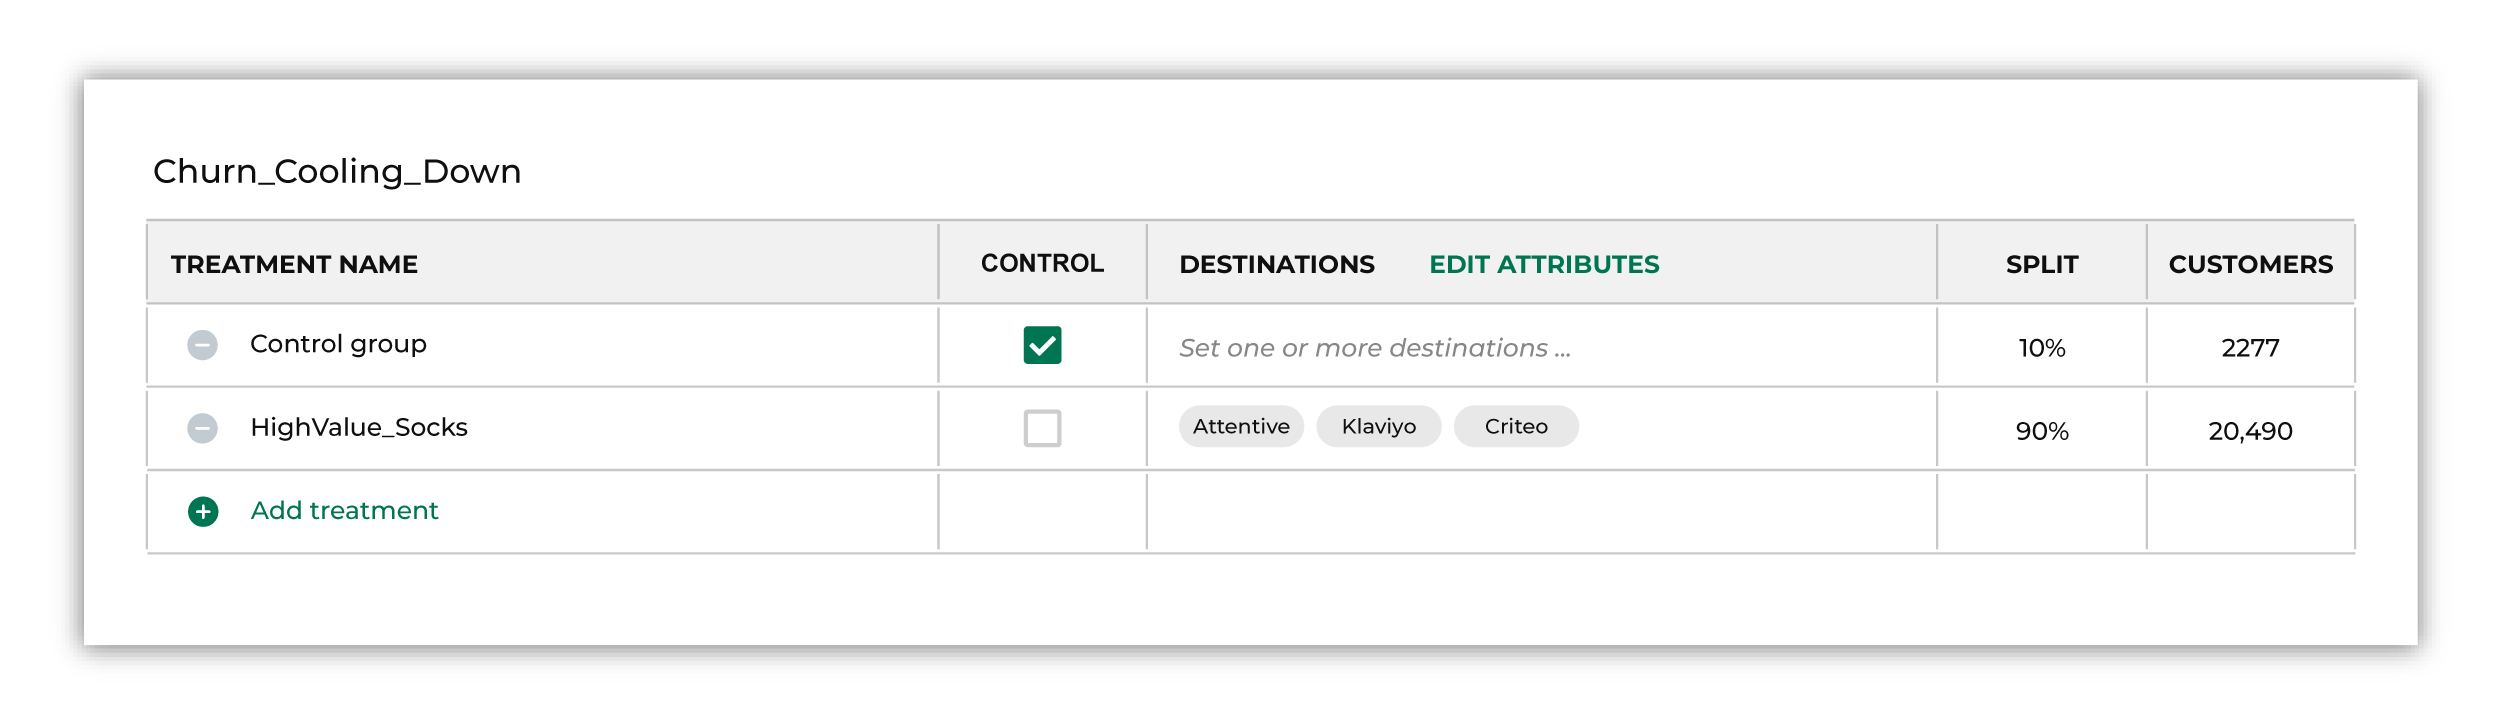 Churn_Cooling_Down
TREATMENT NAME CONTROL DESTINATIONS EDIT ATTRIBUTES SPLIT CUSTOMERS
Control group Set one or more destinations ... 10% 2277
HighValue_Socks Attentive Klaviyo Criteo 90% 20,490
Add treatment